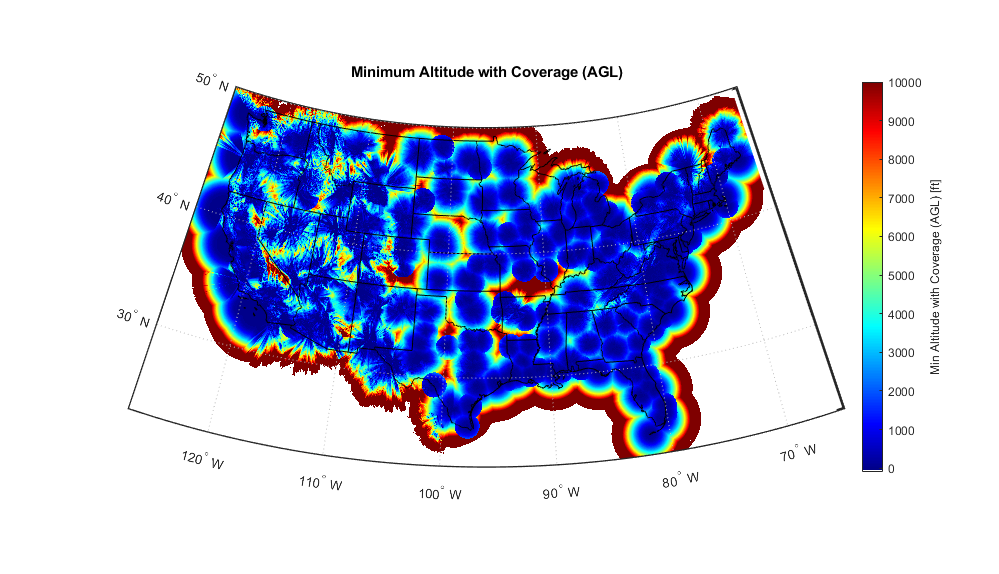 Minimum Altitude with Coverage (AGL)
50° N
40° N
30° N
120° W
110° W
100° W
90° W
80° W
70° W
10000
9000
8000
7000
6000
5000
4000
3000
2000
1000
0
Min Altitude with Coverage (AGL) [ft]